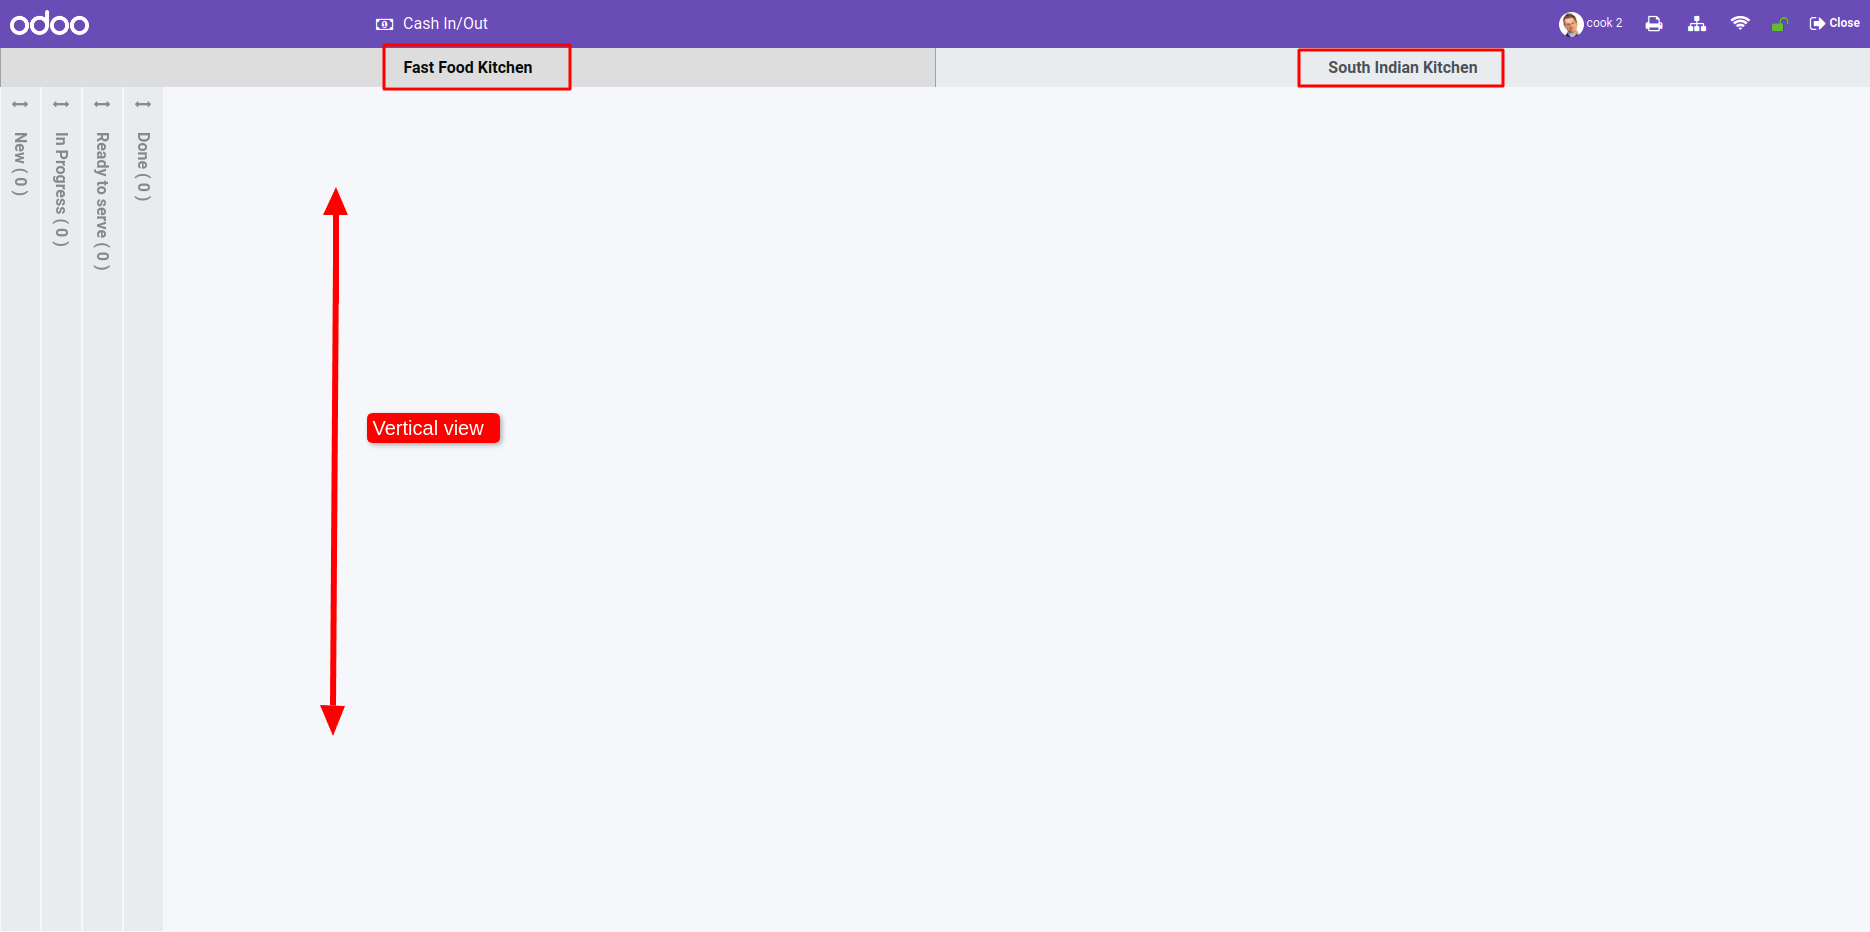 odoo
Cash In/Out
cook 2
Close
Fast Food Kitchen
South Indian Kitchen
New ( 0 )
In Progress ( 0 )
Ready to serve ( 0 )
Done ( 0 )
Vertical view